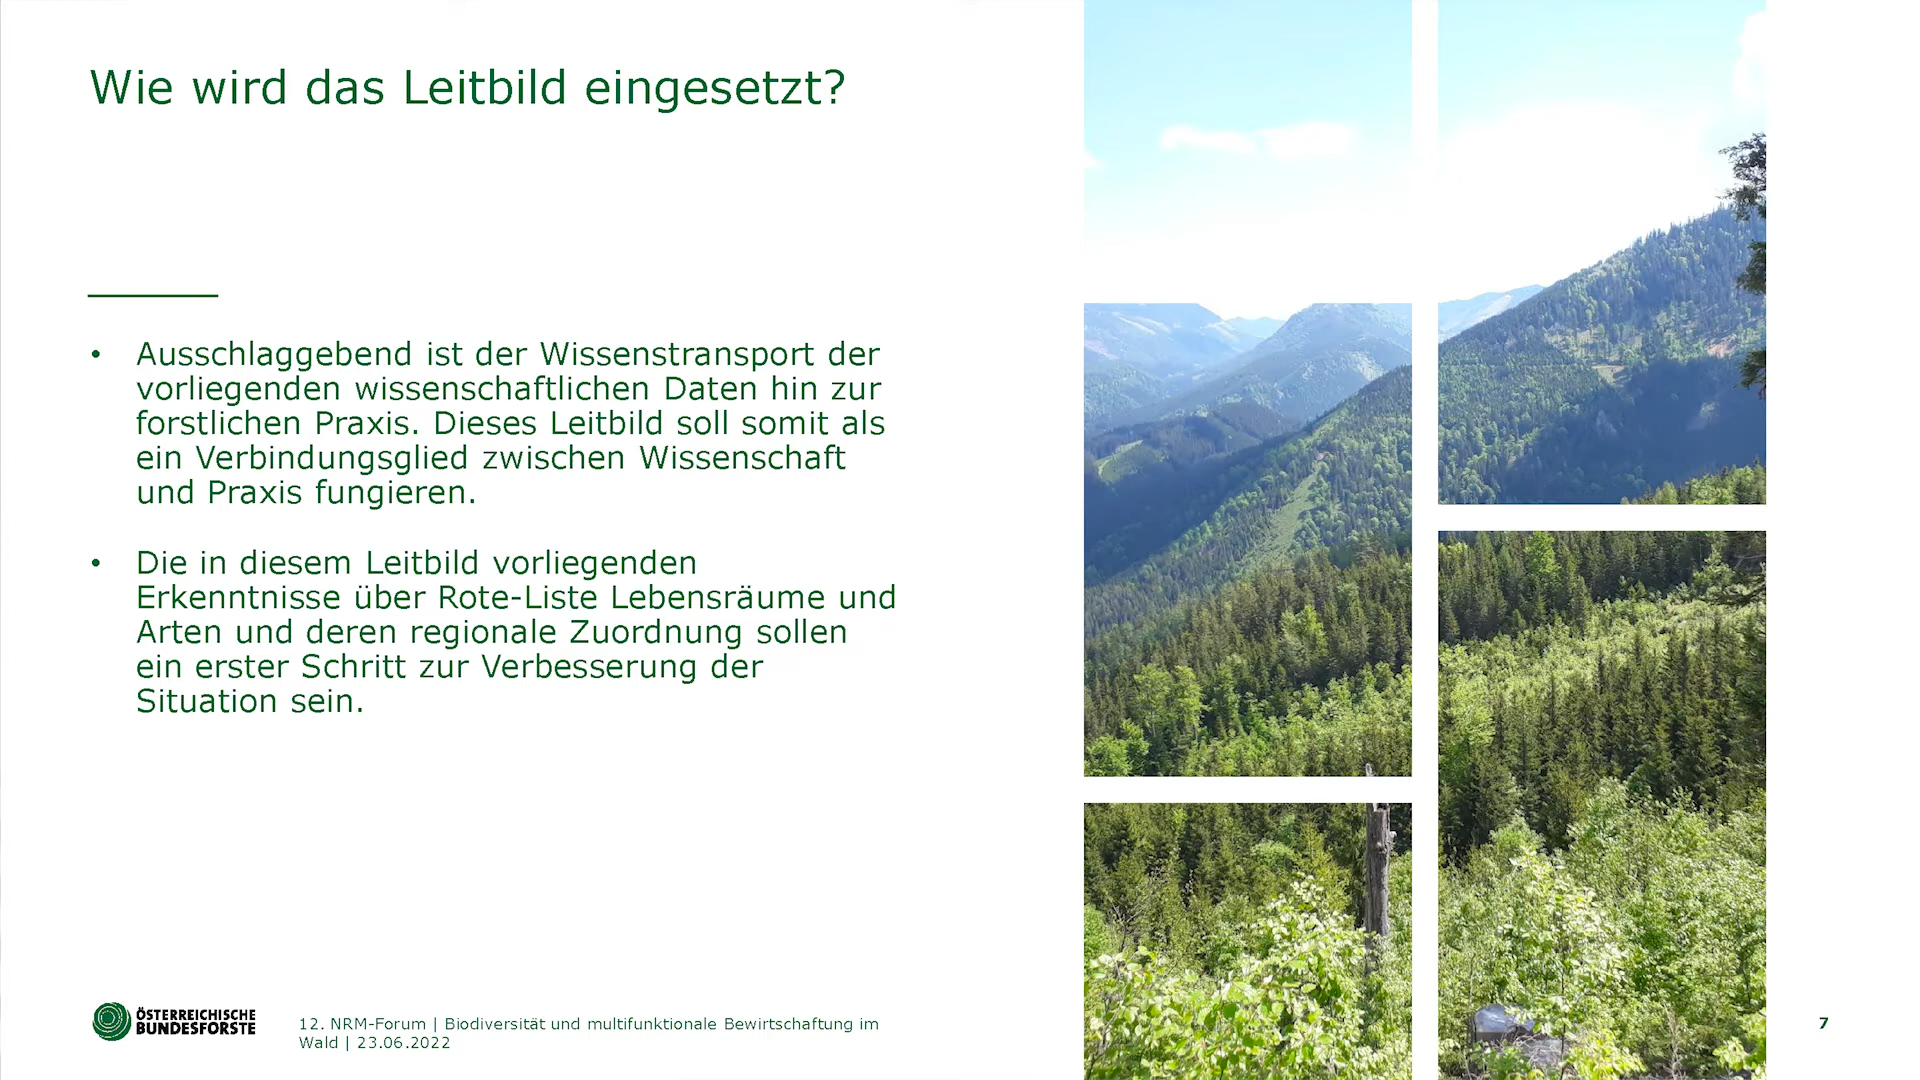 Wie wird das Leitbild eingesetzt?
• Ausschlaggebend ist der Wissenstransport der
vorliegenden wissenschaftlichen Daten hin zur
forstlichen Praxis. Dieses Leitbild soll somit als
ein Verbindungsglied zwischen Wissenschaft
und Praxis fungieren.
• Die in diesem Leitbild vorliegenden
Erkenntnisse über Rote-Liste Lebensräume und
Arten und deren regionale Zuordnung sollen
ein erster Schritt zur Verbesserung der
Situation sein.
ÖSTERREICHISCHE
BUNDESFORSTE
12. NRM-Forum | Biodiversität und multifunktionale Bewirtschaftung im
Wald | 23.06.2022
7